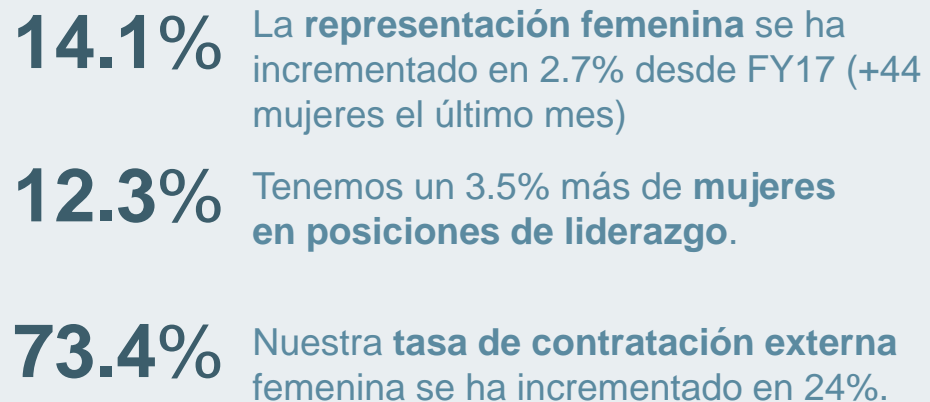 14.1% La representación femenina se ha
incrementado en 2.7% desde FY17 (+44
mujeres el último mes)
12.3% Tenemos un 3.5% más de mujeres
en posiciones de liderazgo.
73.4% Nuestra tasa de contratación externa
femenina se ha incrementado en 24%.